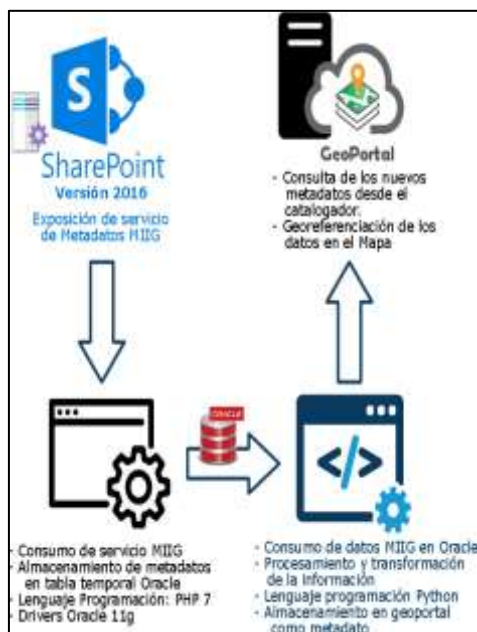 S
SharePoint
Versión 2016
Exposición de servicio
de Metadatos MIIG
GeoPortal
- Consulta de los nuevos
metadatos desde el
catalogador.
- Georeferenciación de los
datos en el Mapa
ORACLE
</>
- Consumo de servicio MIIG
- Almacenamiento de metadatos
en tabla temporal Oracle
- Lenguaje Programación: PHP 7
- Drivers Oracle 11g
- Consumo de datos MIIG en Oracle
- Procesamiento y transformación
de la Información
- Lenguaje programación Python
- Almacenamiento en geoportal
como metadato